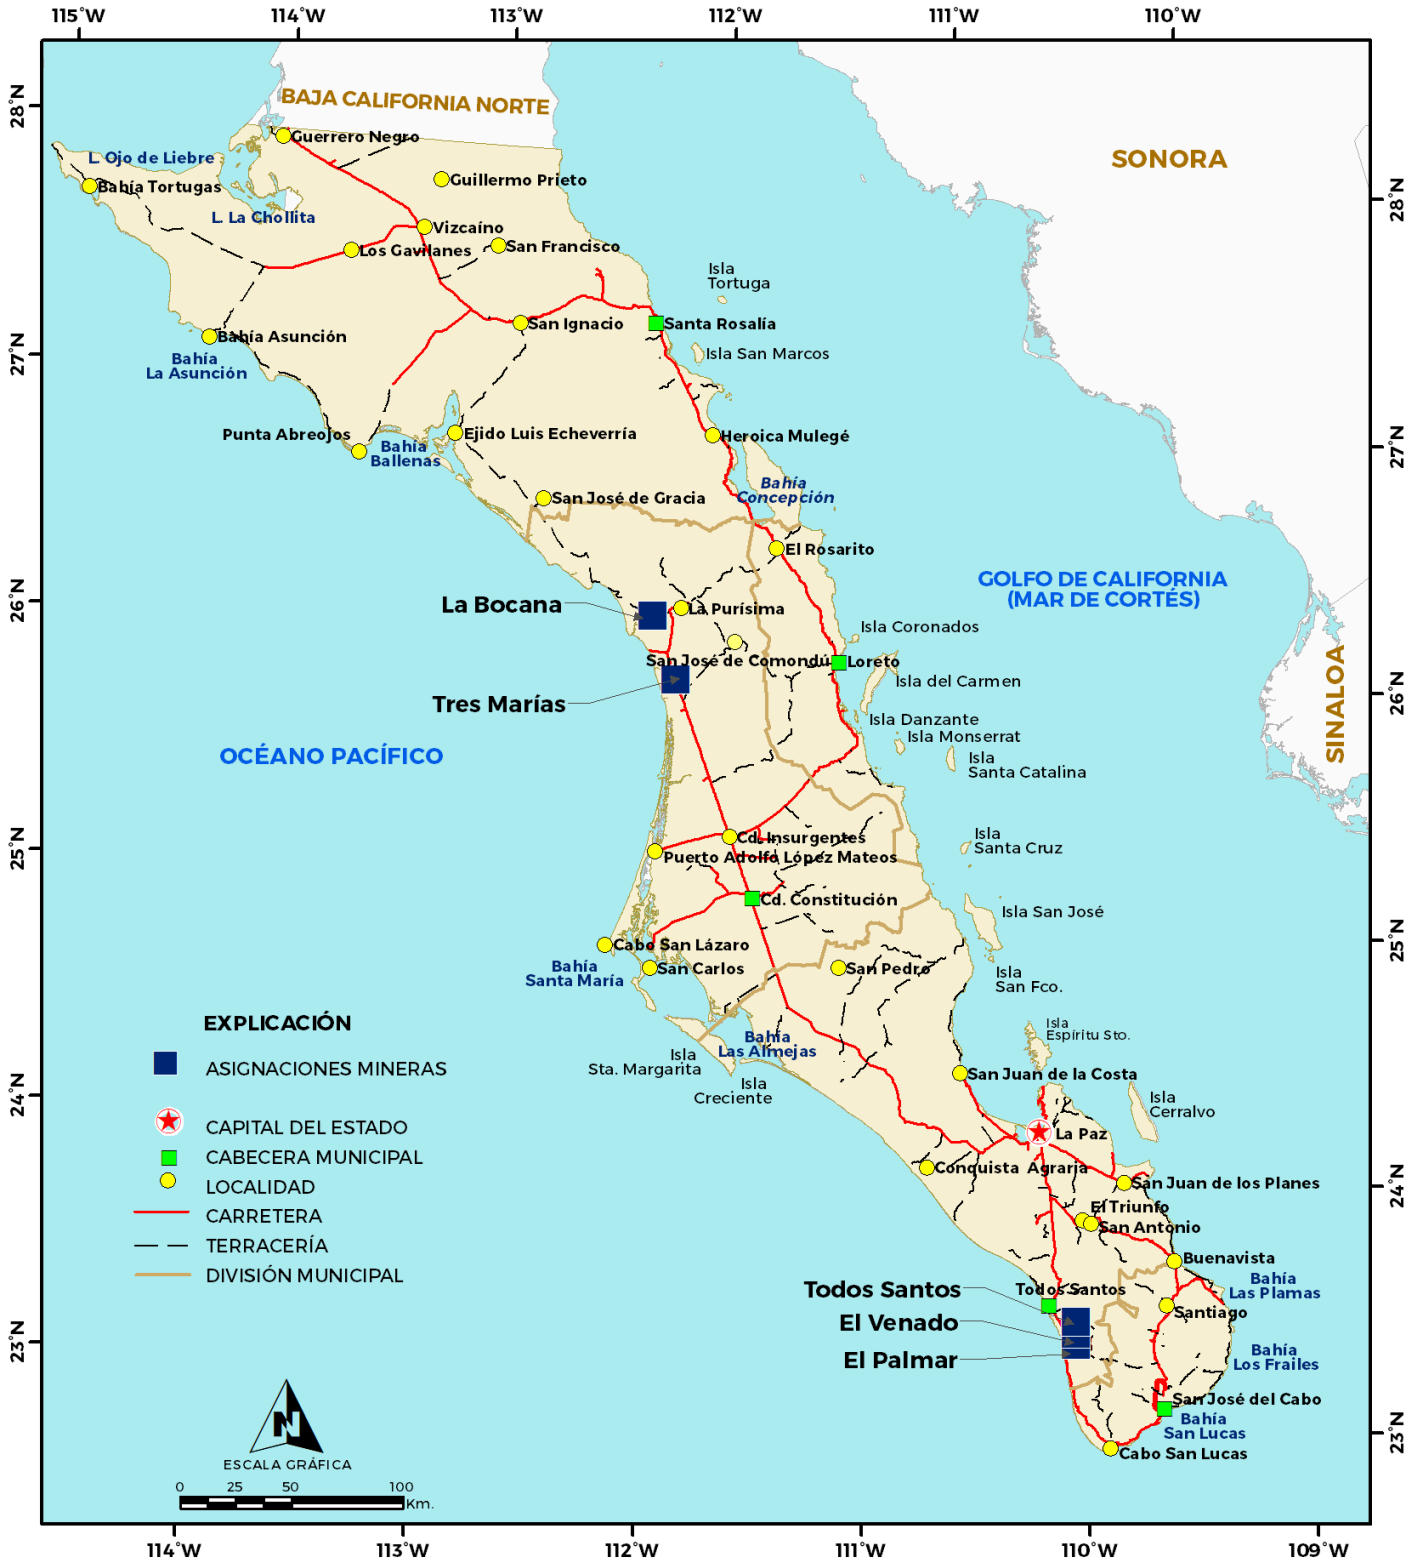 115°W
114°W
113°W
112°W
111°W
110°W
28°N
27°N
26°N
25°N
24°N
23°N
BAJA CALIFORNIA NORTE
Guerrero Negro
SONORA
L. Ojo de Liebre
Guillermo Prieto
Bahía Tortugas
L. La Chollita
Vizcaíno
Los Gavilanes
San Francisco
Isla
Tortuga
San Ignacio
Santa Rosalía
Bahía Asunción
Isla San Marcos
Bahía
La Asunción
Punta Abreojos
Ejido Luis Echeverría
Heroica Mulegé
Bahía
Ballenas
Bahía
Concepción
San José de Gracia
El Rosarito
GOLFO DE CALIFORNIA
(MAR DE CORTÉS)
La Bocana
La Purísima
Isla Coronados
San José de Comondú
Loreto
SINALOA
Isla del Carmen
Tres Marías
Isla Danzante
Isla Monserrat
OCÉANO PACÍFICO
Isla
Santa Catalina
Cd. Insurgentes
Isla
Santa Cruz
Puerto Adolfo López Mateos
Cd. Constitución
Isla San José
Cabo San Lázaro
Bahía
Santa María
San Carlos
San Pedro
Isla
San Fco.
Isla
Espíritu Sto.
Bahía
Las Almejas
Isla
Sta. Margarita
Isla
Creciente
San Juan de la Costa
Isla
Cerralvo
La Paz
Conquista Agraria
San Juan de los Planes
El Triunfo
San Antonio
Buenavista
Bahía
Las Plamas
Todos Santos
Todos Santos
Santiago
El Venado
El Palmar
Bahía
Los Frailes
San José del Cabo
Bahía
San Lucas
Cabo San Lucas
EXPLICACIÓN
ASIGNACIONES MINERAS
CAPITAL DEL ESTADO
CABECERA MUNICIPAL
LOCALIDAD
CARRETERA
TERRACERÍA
DIVISIÓN MUNICIPAL
N
ESCALA GRÁFICA
0 25 50 100
Km.
28°N
27°N
26°N
25°N
24°N
23°N
114°W
113°W
112°W
111°W
110°W
109°W